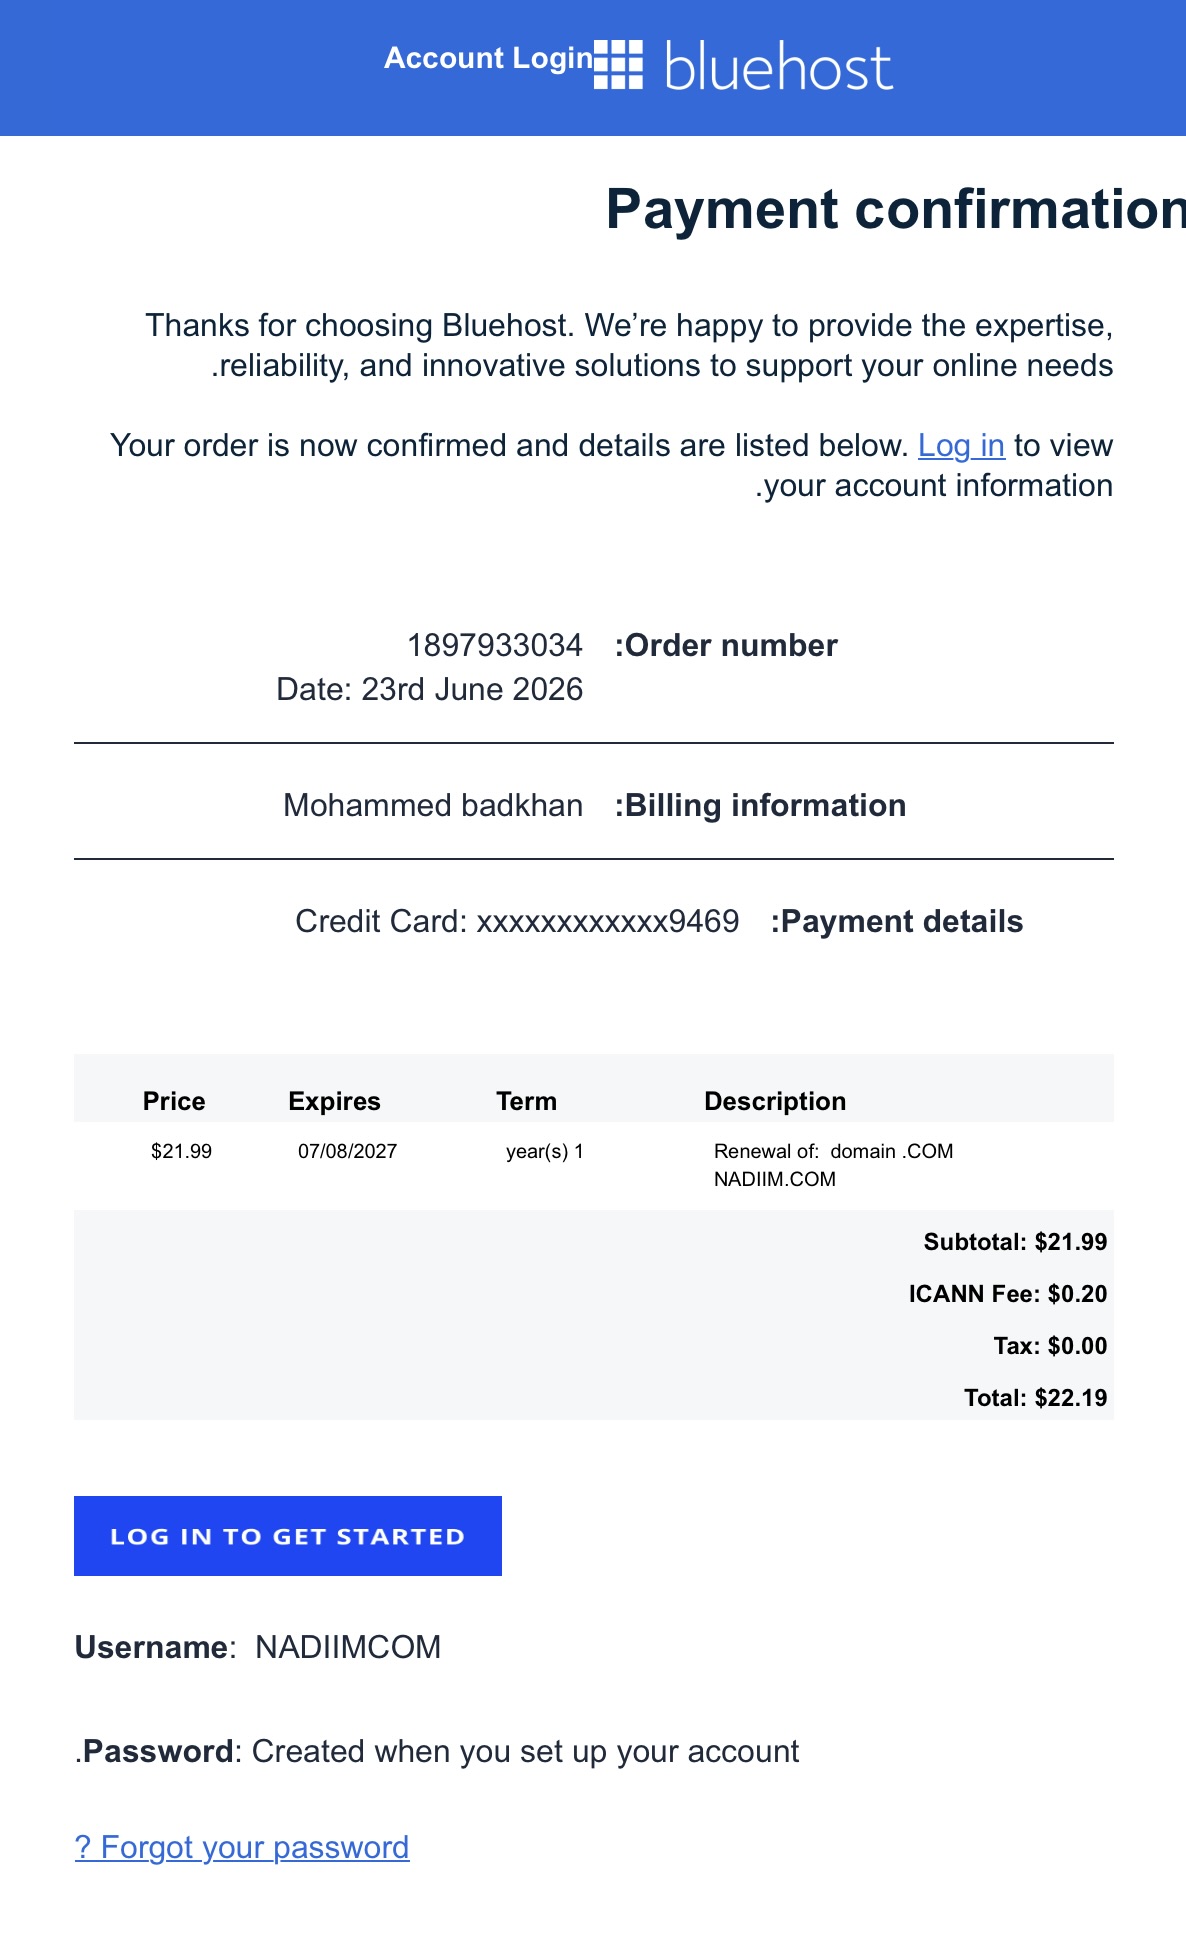 Account Login
bluehost
Payment confirmation
Thanks for choosing Bluehost. We're happy to provide the expertise,
.reliability, and innovative solutions to support your online needs
Your order is now confirmed and details are listed below. Log in to view
.your account information
1897933034 :Order number
Date: 23rd June 2026
Mohammed badkhan :Billing information
Credit Card: xxxxxxxxxxxx9469 :Payment details
Price Expires Term Description
$21.99 07/08/2027 year(s) 1 Renewal of: domain .COM
NADIIM.COM
Subtotal: $21.99
ICANN Fee: $0.20
Tax: $0.00
Total: $22.19
LOG IN TO GET STARTED
Username: NADIIMCOM
.Password: Created when you set up your account
? Forgot your password